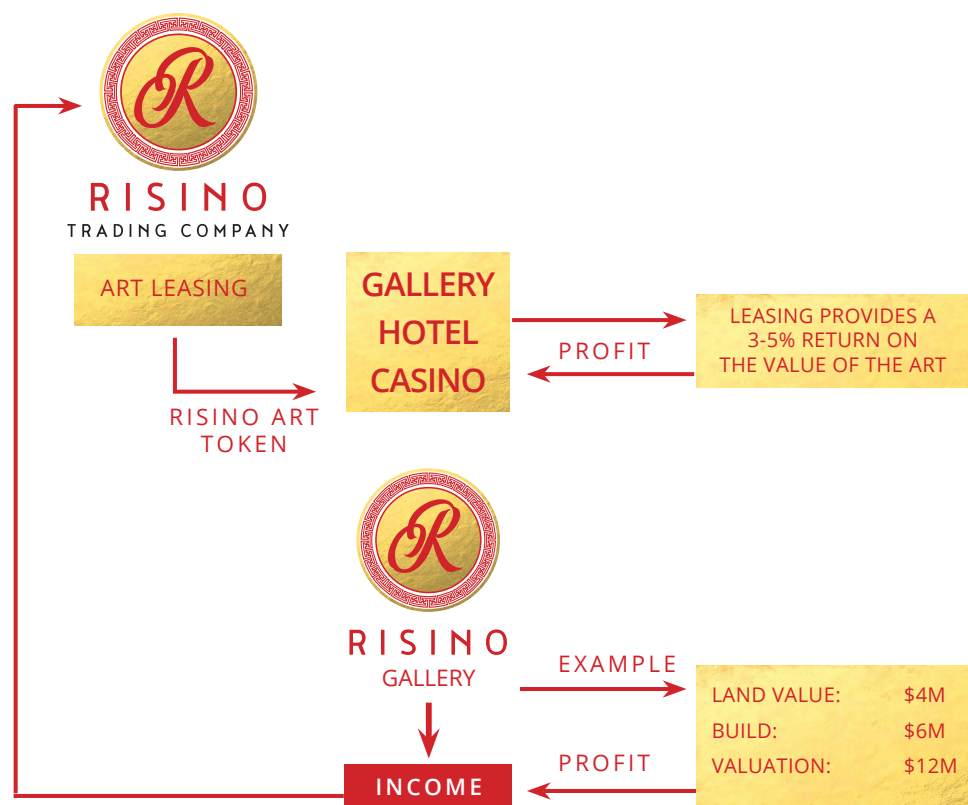 R
RISINO
TRADING COMPANY
ART LEASING
RISINO ART
TOKEN
GALLERY
HOTEL
CASINO
PROFIT
LEASING PROVIDES A
3-5% RETURN ON
THE VALUE OF THE ART
R
RISINO
GALLERY
INCOME
EXAMPLE
PROFIT
LAND VALUE: $4M
BUILD: $6M
VALUATION: $12M